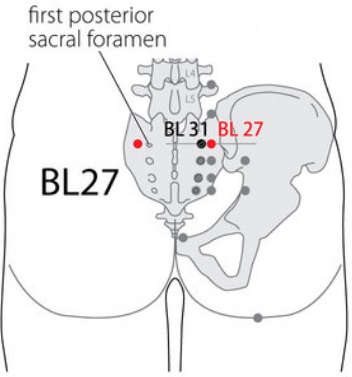 first posterior
sacral foramen
L4
L5
BL 31 BL 27
BL27